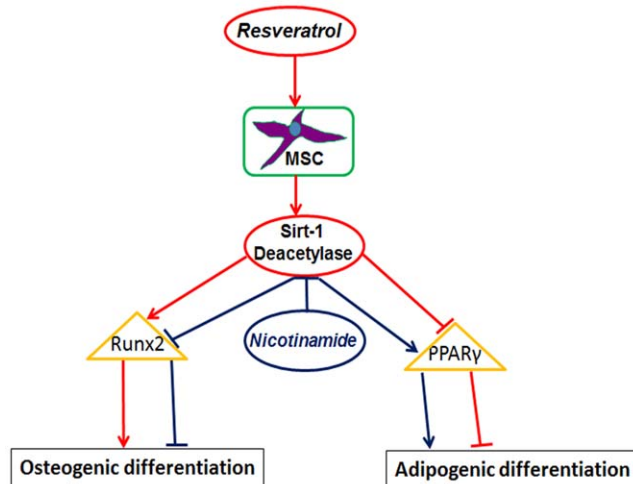 Resveratrol
MSC
Sirt-1
Deacetylase
Runx2
Nicotinamide
PPARγ
Osteogenic differentiation
Adipogenic differentiation